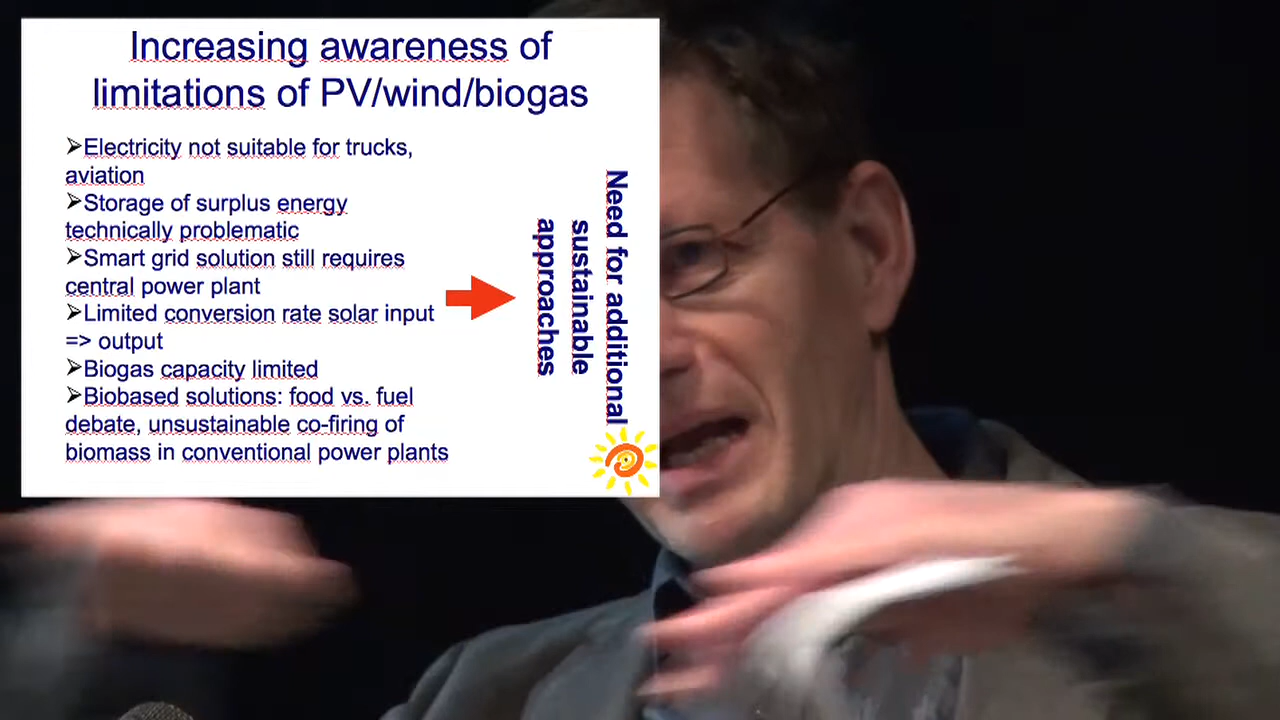 Increasing awareness of
limitations of PV/wind/biogas
➢Electricity not suitable for trucks,
aviation
➢Storage of surplus energy
technically problematic
➢Smart grid solution still requires
central power plant
➢Limited conversion rate solar input
=> output
➢Biogas capacity limited
➢Biobased solutions: food vs. fuel
debate, unsustainable co-firing of
biomass in conventional power plants
Need for additional
sustainable
approaches